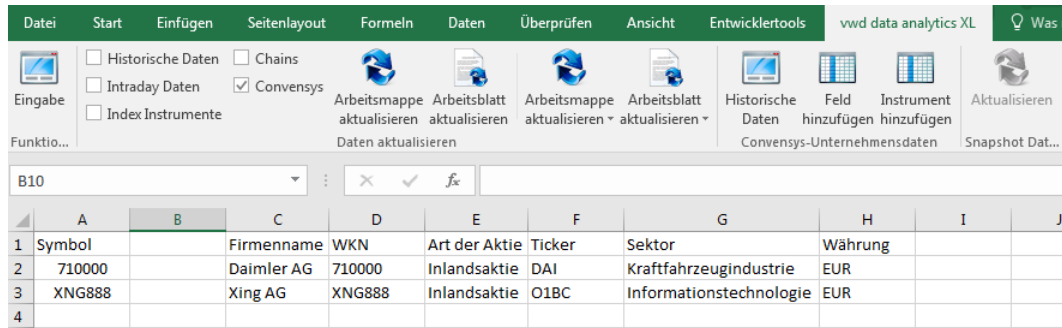 Datei Start Einfügen Seitenlayout Formeln Daten Überprüfen Ansicht Entwicklertools vwd data analytics XL Was
Historische Daten Chains
Intraday Daten Convensys
Index Instrumente
Eingabe Arbeitsmappe Arbeitsblatt Arbeitsmappe Arbeitsblatt Historische Feld Instrument Aktualisieren
aktualisieren aktualisieren aktualisieren aktualisieren Daten hinzufügen hinzufügen
Funktio... Daten aktualisieren Convensys-Unternehmensdaten Snapshot Dat...
B10 fx
A B C D E F G H I J
1 Symbol Firmenname WKN Art der Aktie Ticker Sektor Währung
2 710000 Daimler AG 710000 Inlandsaktie DAI Kraftfahrzeugindustrie EUR
3 XNG888 Xing AG XNG888 Inlandsaktie O1BC Informationstechnologie EUR
4